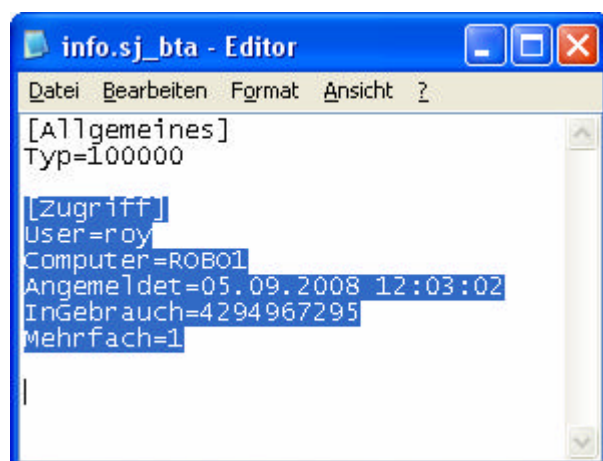 info.sj_bta - Editor
Datei Bearbeiten Format Ansicht ?
[Allgemeines]
Typ=100000
[Zugriff]
User=roy
Computer=ROBO1
Angemeldet=05.09.2008 12:03:02
InGebrauch=4294967295
Mehrfach=1